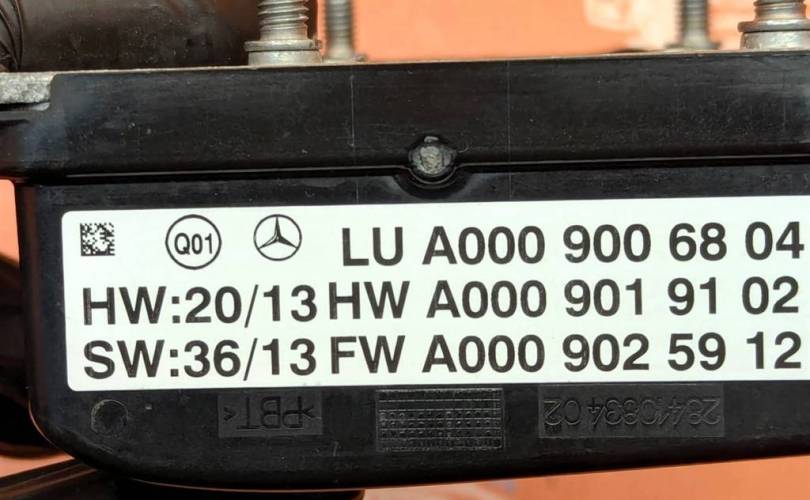 Q01 LU A000 900 68 04
HW:20/13 HW A000 901 91 02
SW:36/13 FW A000 902 59 12
>PBT< 28440834 02